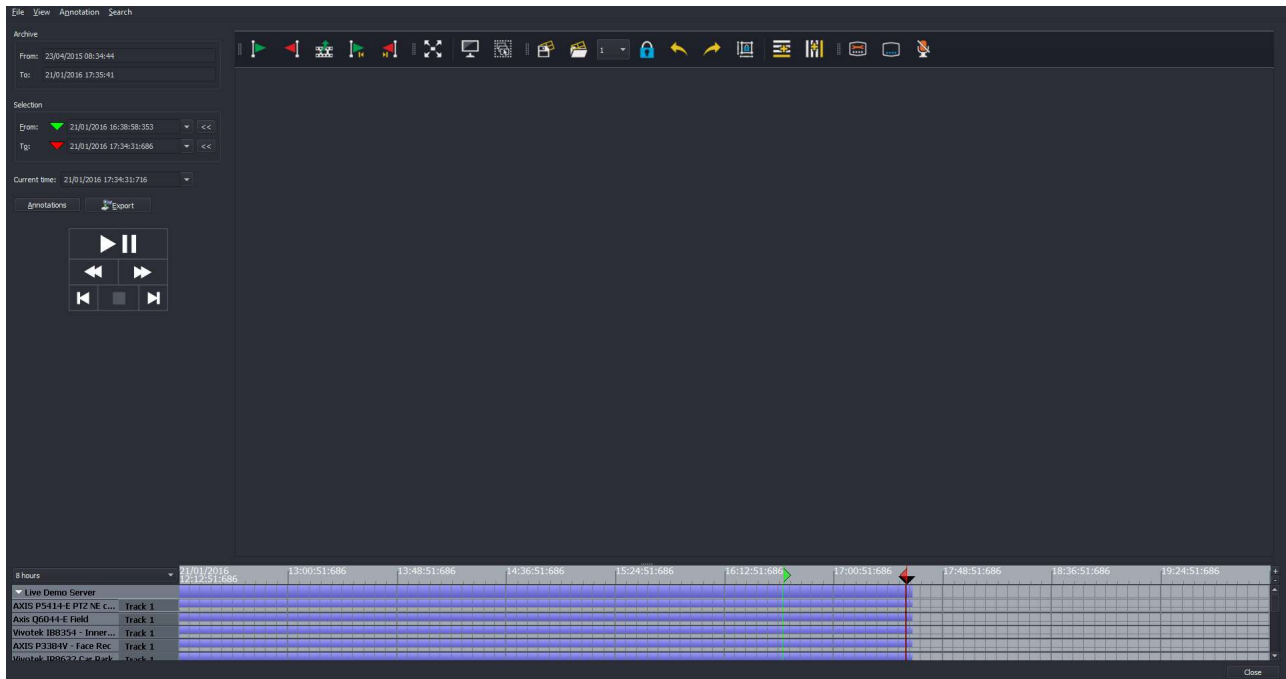 File View Annotation Search
Archive
From: 23/04/2015 08:34:44
To: 21/01/2016 17:35:41
Selection
From: 21/01/2016 16:38:58:353 <<
To: 21/01/2016 17:34:31:686 <<
Current time: 21/01/2016 17:34:31:716
Annotations Export
1
8 hours
21/01/2016
12:12:51:686 13:00:51:686 13:48:51:686 14:36:51:686 15:24:51:686 16:12:51:686 17:00:51:686 17:48:51:686 18:36:51:686 19:24:51:686
Live Demo Server
AXIS P5414-E PTZ NE c... Track 1
Axis Q6044-E Field Track 1
Vivotek IB8354 - Inner... Track 1
AXIS P3384V - Face Rec Track 1
Vivotek Car Park Track 1
Close